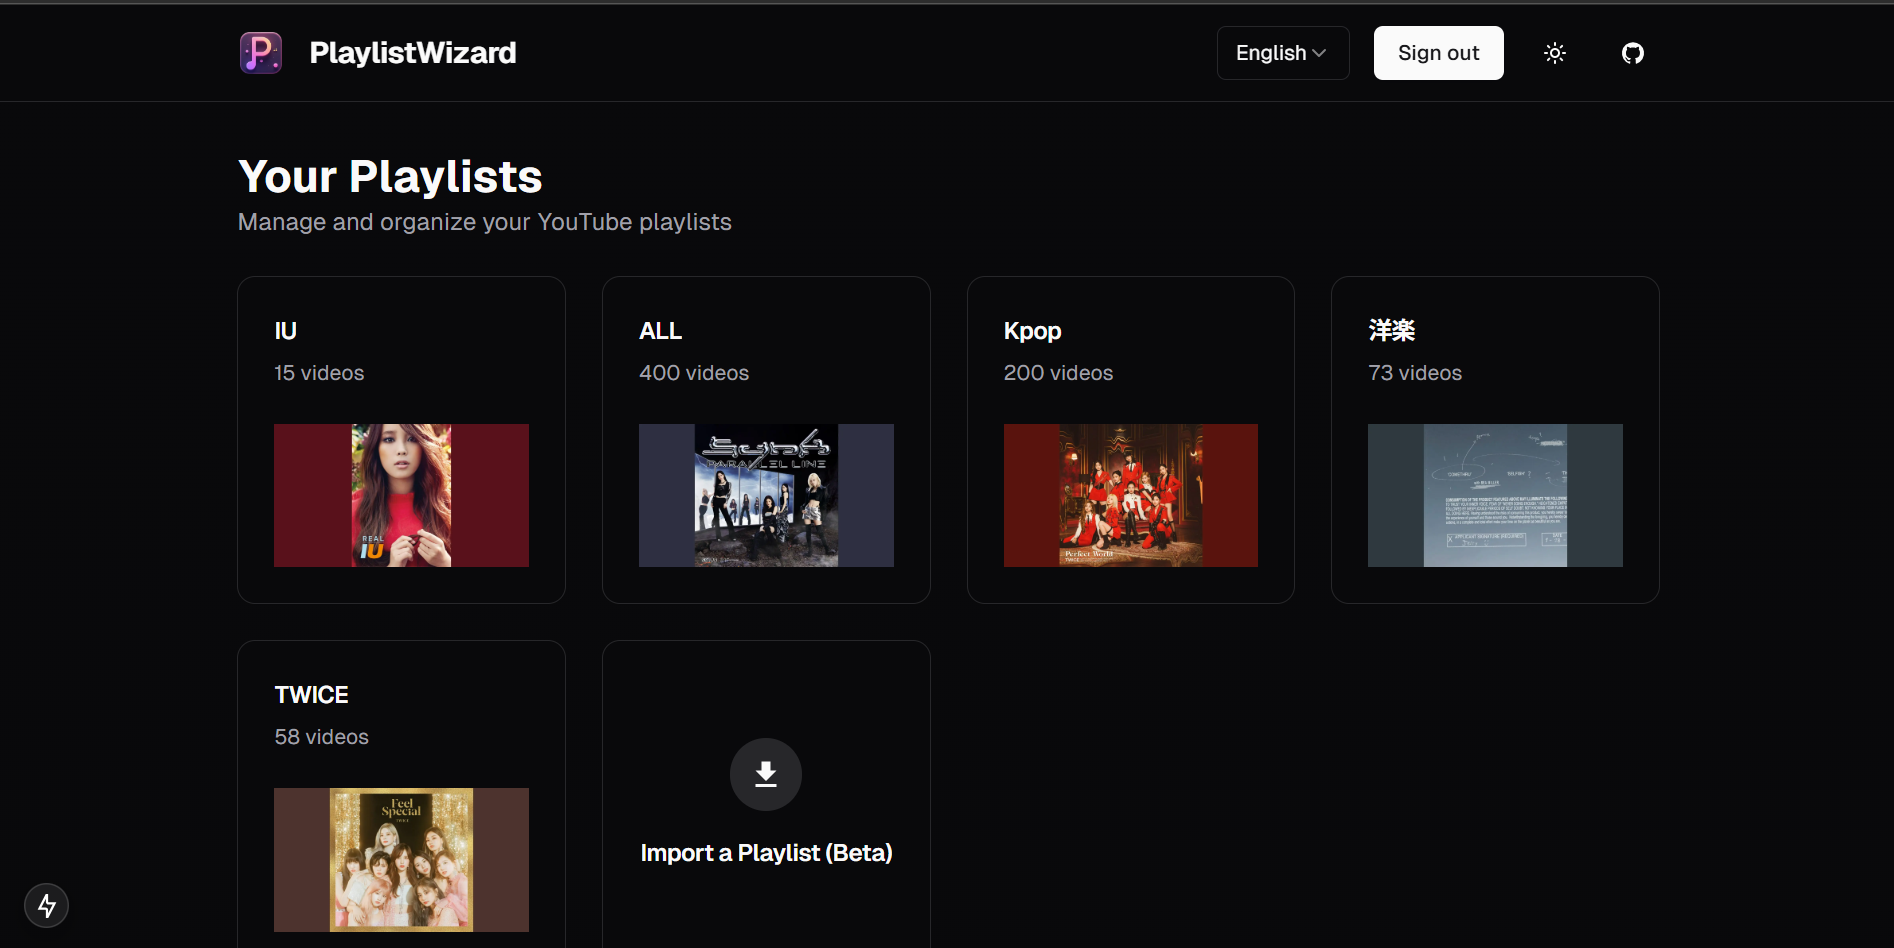 PlaylistWizard
English
Sign out
Your Playlists
Manage and organize your YouTube playlists
IU
15 videos
REAL
IU
ALL
400 videos
PARALLEL LINE
Kpop
200 videos
Perfect World
TWICE
洋楽
73 videos
TWICE
58 videos
Feel
Special
TWICE
Import a Playlist (Beta)